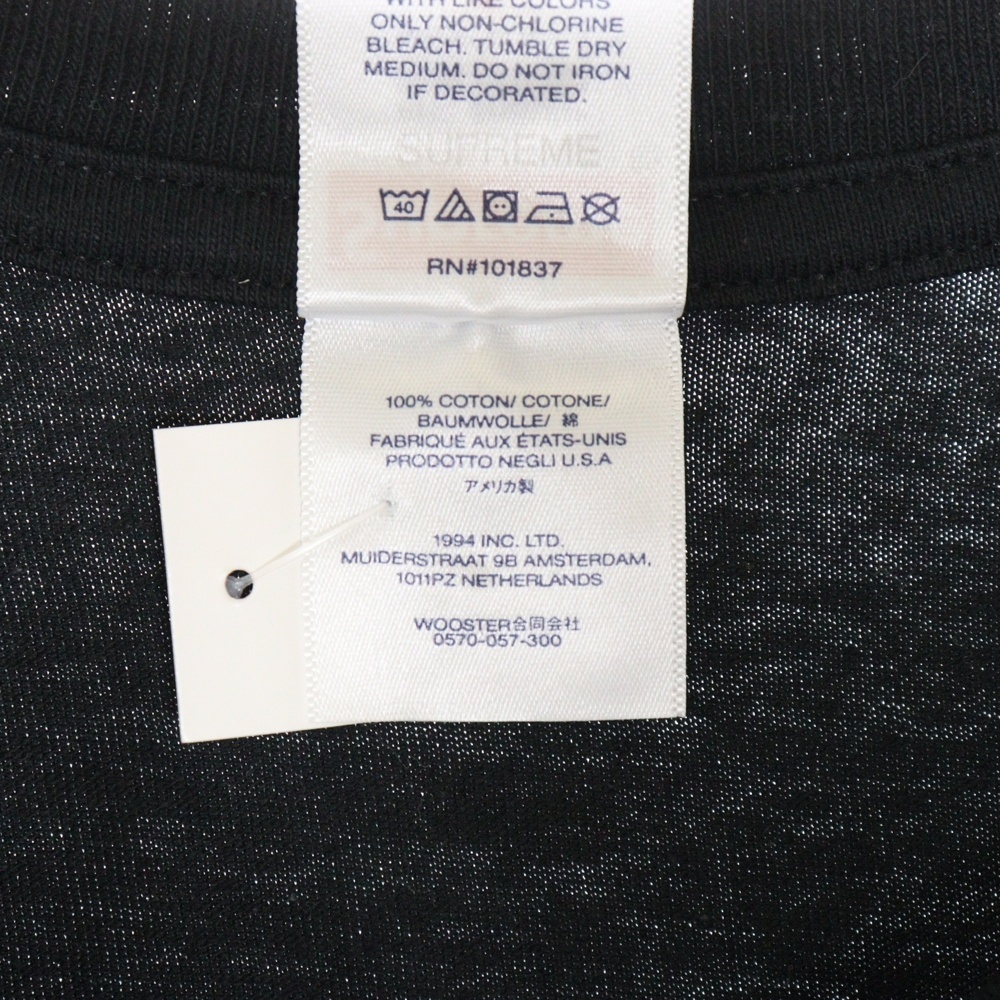 WITH LIKE COLORS
ONLY NON-CHLORINE
BLEACH. TUMBLE DRY
MEDIUM. DO NOT IRON
IF DECORATED.
SUPREME
40
RN#101837
100% COTON/ COTONE/
BAUMWOLLE/ 綿
FABRIQUÉ AUX ÉTATS-UNIS
PRODOTTO NEGLI U.S.A
アメリカ製
1994 INC. LTD.
MUIDERSTRAAT 9B AMSTERDAM,
1011PZ NETHERLANDS
WOOSTER合同会社
0570-057-300